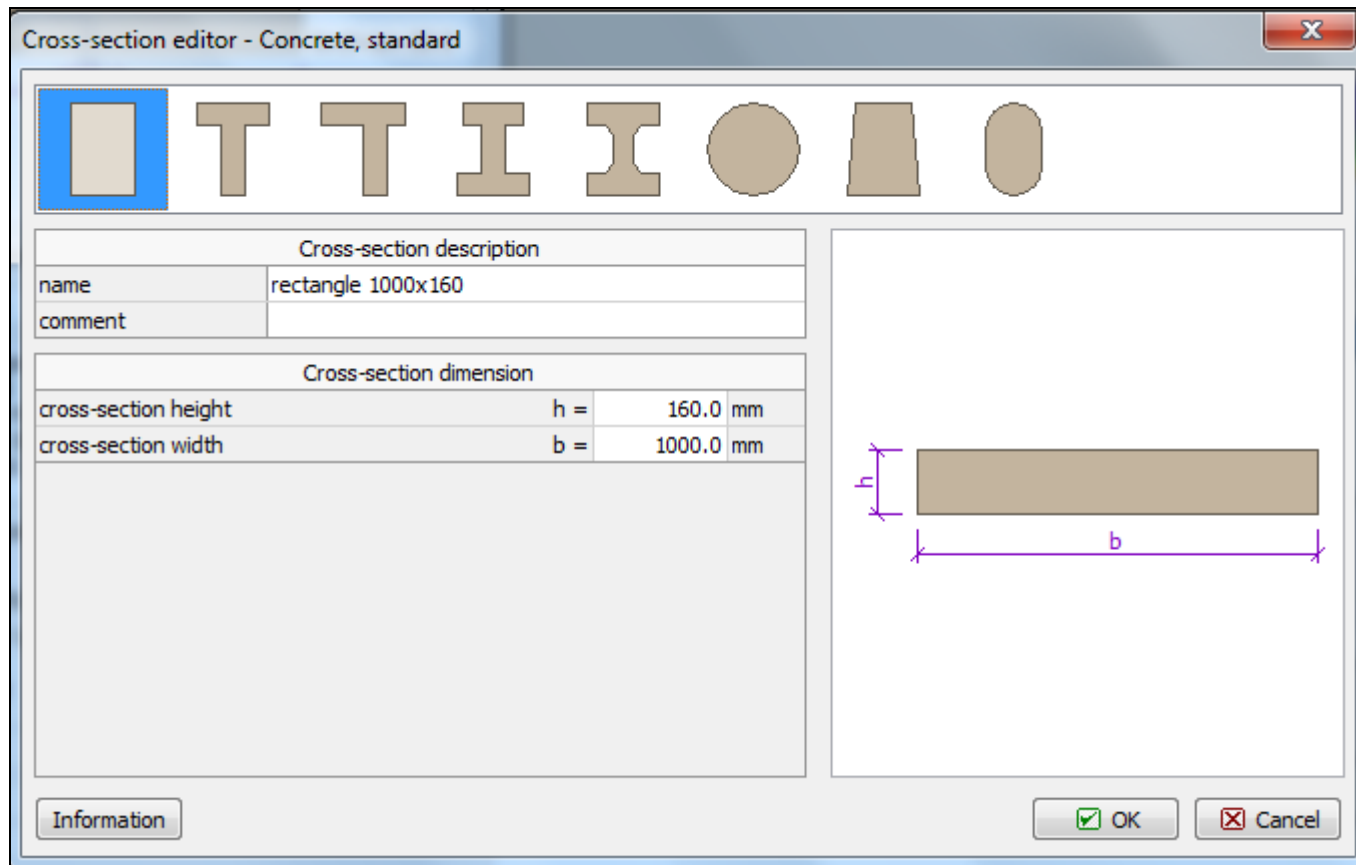 Cross-section editor - Concrete, standard
x
Cross-section description
name rectangle 1000x160
comment
Cross-section dimension
cross-section height h = 160.0 mm
cross-section width b = 1000.0 mm
h
b
Information OK Cancel